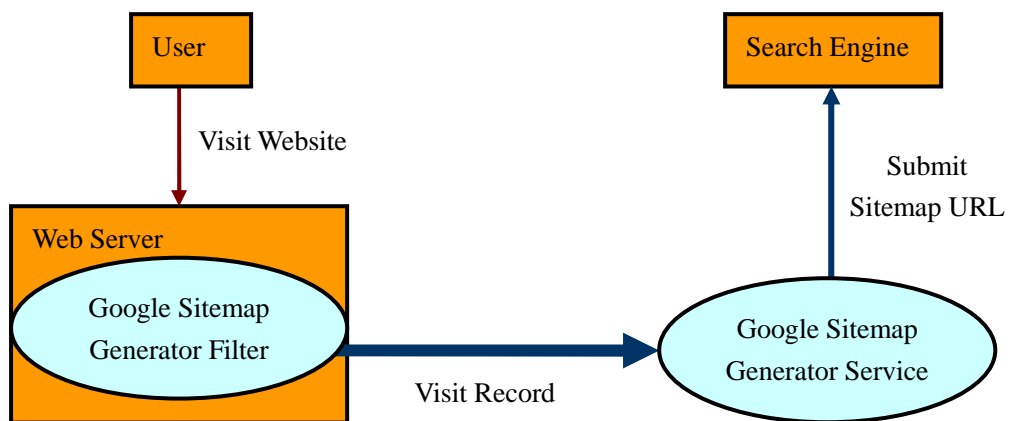 User
Search Engine
Visit Website
Submit
Sitemap URL
Web Server
Google Sitemap
Generator Filter
Google Sitemap
Generator Service
Visit Record